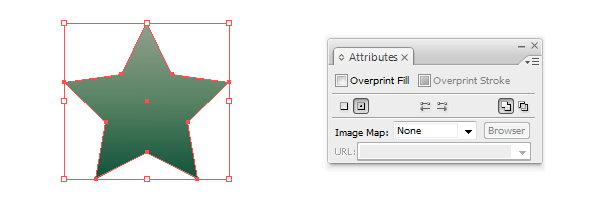 Attributes
Overprint Fill Overprint Stroke
Image Map: None Browser
URL: